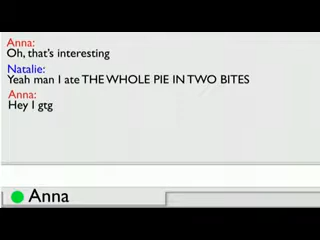 Anna:
Oh, that's interesting
Natalie:
Yeah man I ate THE WHOLE PIE IN TWO BITES
Anna:
Hey I gtg
Anna